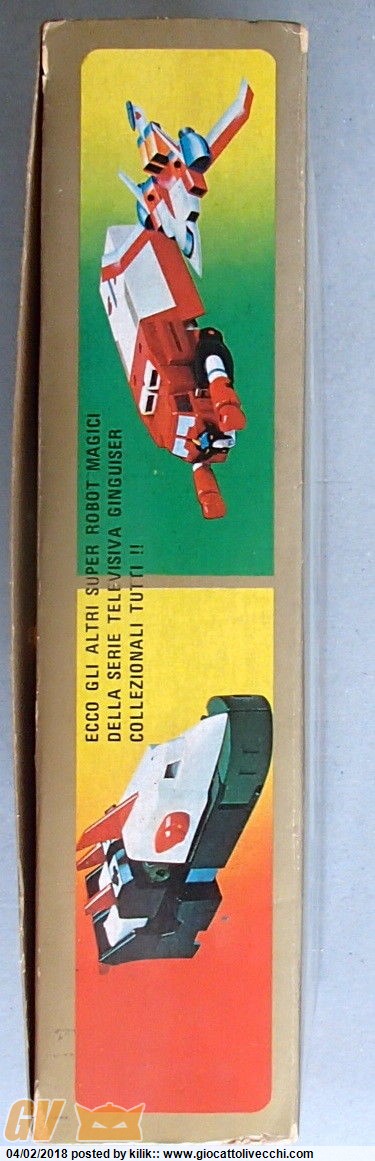 ECCO GLI ALTRI SUPER ROBOT MAGICI
DELLA SERIE TELEVISIVA GINGUISER
COLLEZIONALI TUTTI !!
GV
04/02/2018 posted by kilik:: www.giocattolivecchi.com